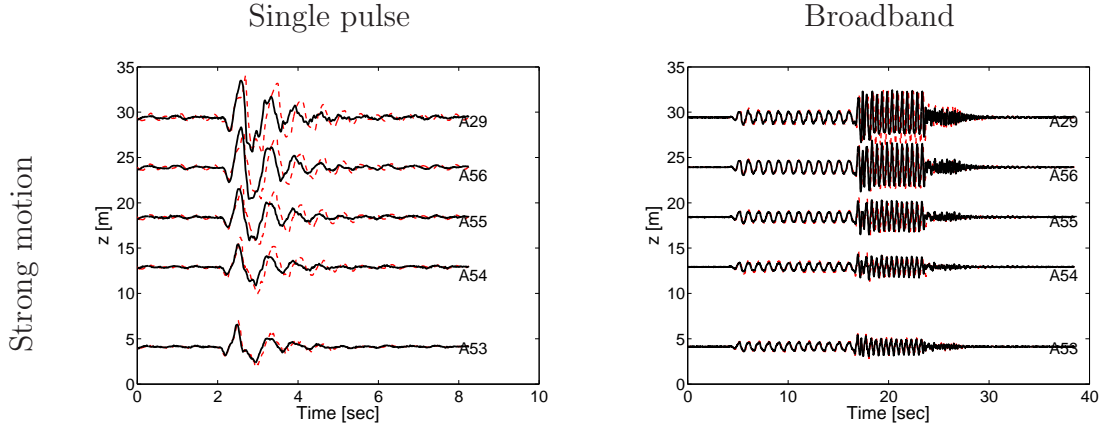 Single pulse
Broadband
Strong motion
35
30
25
20
15
10
5
0
z [m]
A29
A56
A55
A54
A53
0 2 4 6 8 10
Time [sec]
35
30
25
20
15
10
5
0
z [m]
A29
A56
A55
A54
A53
0 10 20 30 40
Time [sec]